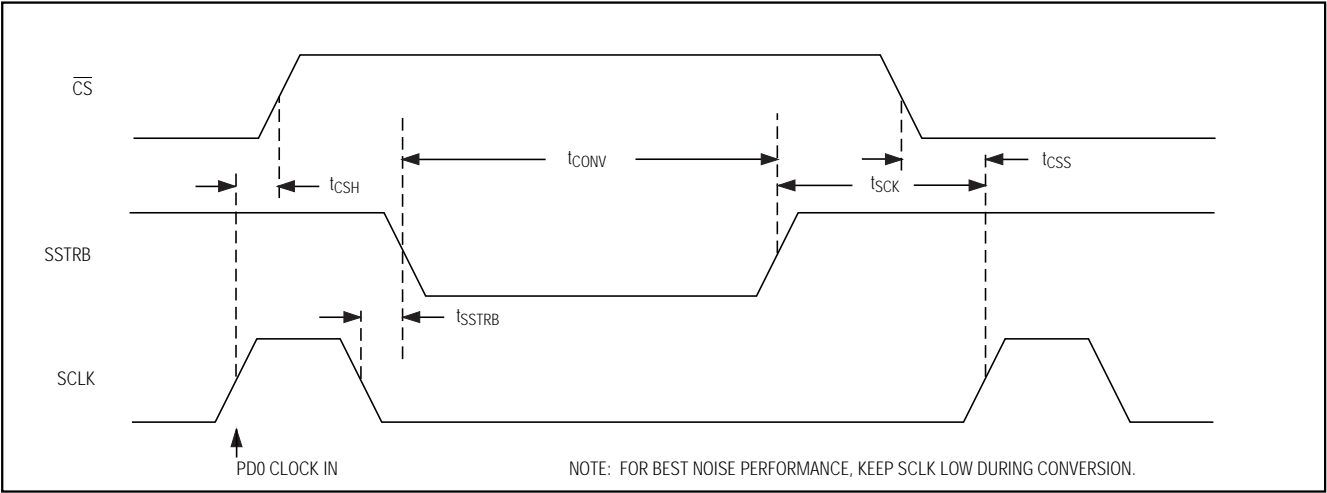 CS
tCONV
tCSS
tCSH
tSCK
SSTRB
tSSTRB
SCLK
PD0 CLOCK IN
NOTE: FOR BEST NOISE PERFORMANCE, KEEP SCLK LOW DURING CONVERSION.